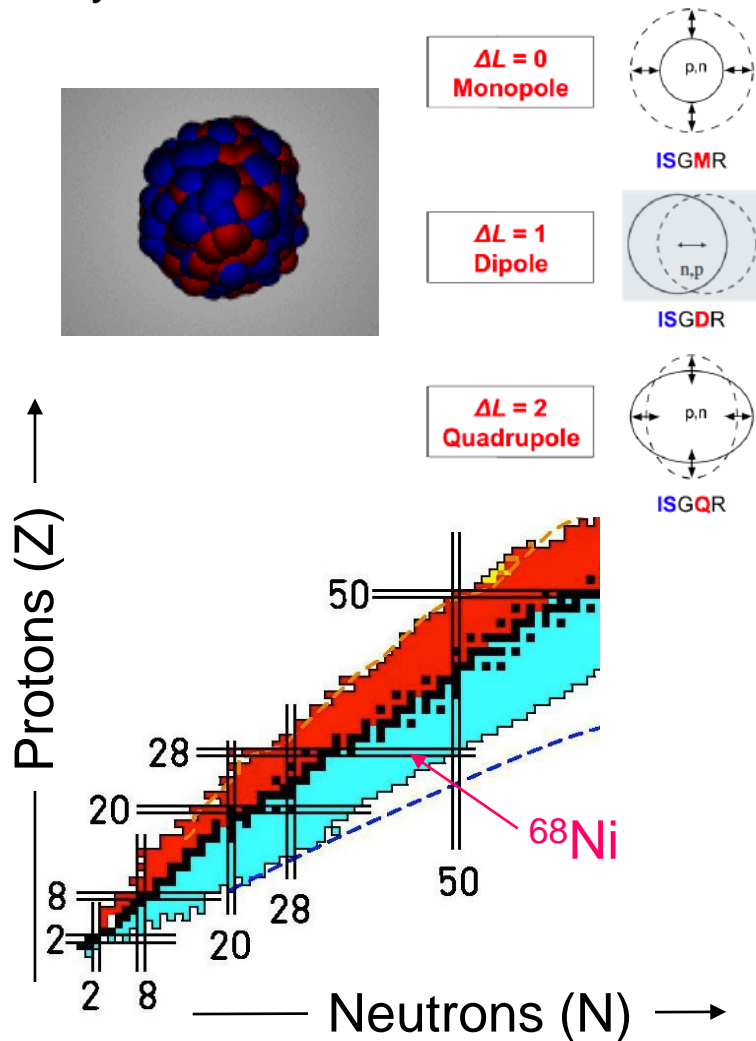 ΔL = 0
Monopole
p,n
ISGMR
ΔL = 1
Dipole
n,p
ISGDR
ΔL = 2
Quadrupole
p,n
ISGQR
Protons (Z)
50
28
20
8
2
68Ni
50
28
20
2
8
Neutrons (N)